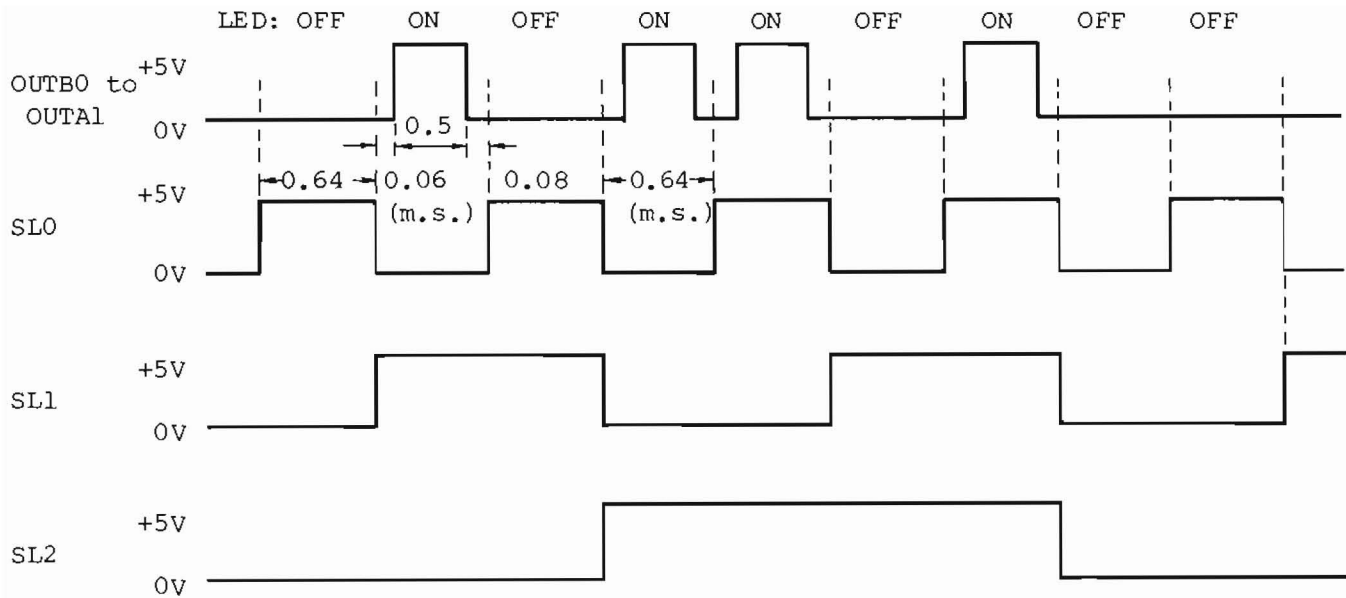 LED: OFF ON OFF ON ON OFF ON OFF OFF
+5V
OUTB0 to
OUTA1
0V
0.5
0.64 0.06 0.08 0.64
(m.s.) (m.s.)
+5V
SL0
0V
+5V
SL1
0V
+5V
SL2
0V